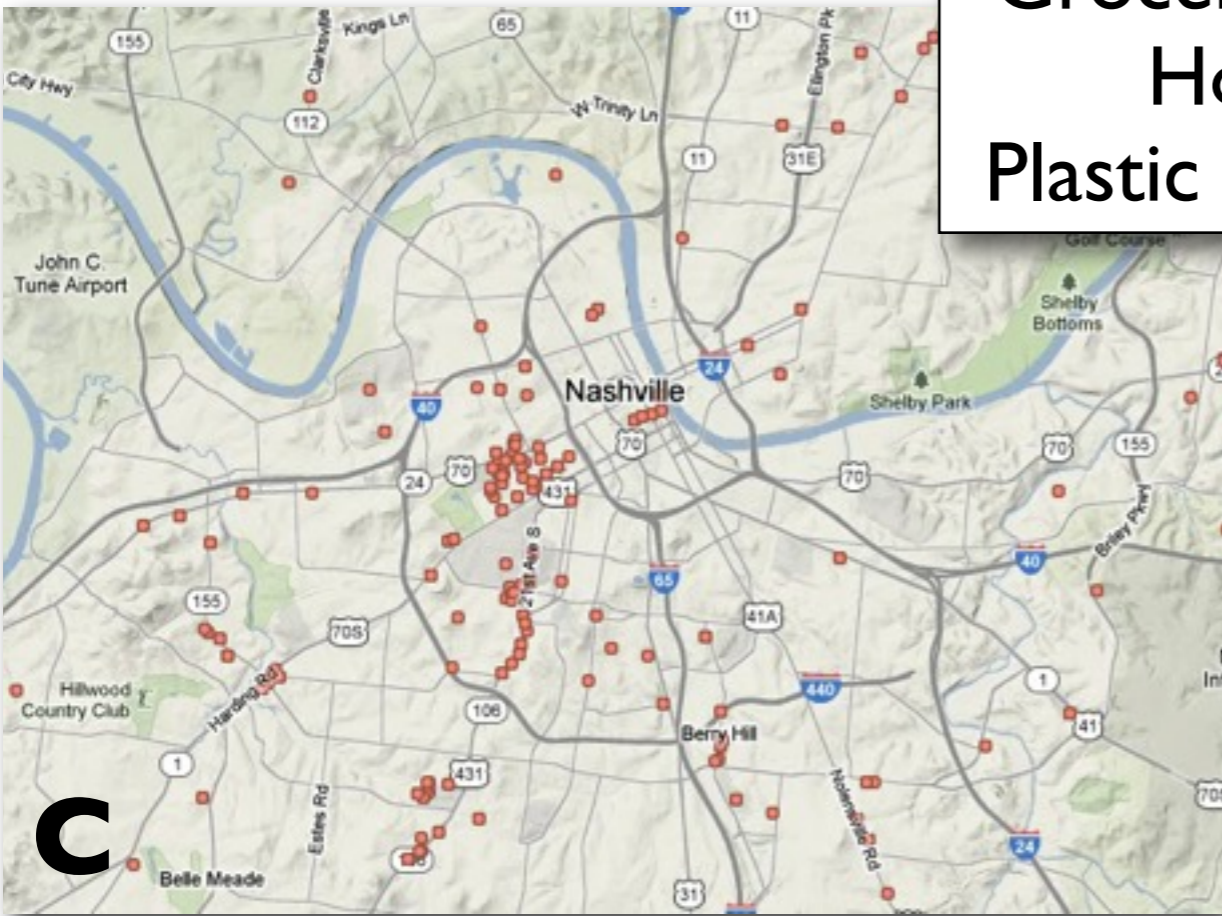 Grocer
Ho
Plastic
155
Clarksville
Kings Ln
65
11
Ellington Pk
City Hwy
112
W Trinity Ln
11
31E
John C.
Tune Airport
Golf Course
Shelby
Bottoms
24
Nashville
40
Shelby Park
70
70
24
431
70
70
155
21st Ave S
Briley Pkwy
40
65
155
70S
41A
Hillwood
Country Club
Harding Rd
440
1
106
41
Berry Hill
1
431
Estes Rd
Nolensville Rd
70S
C
24
Belle Meade
31